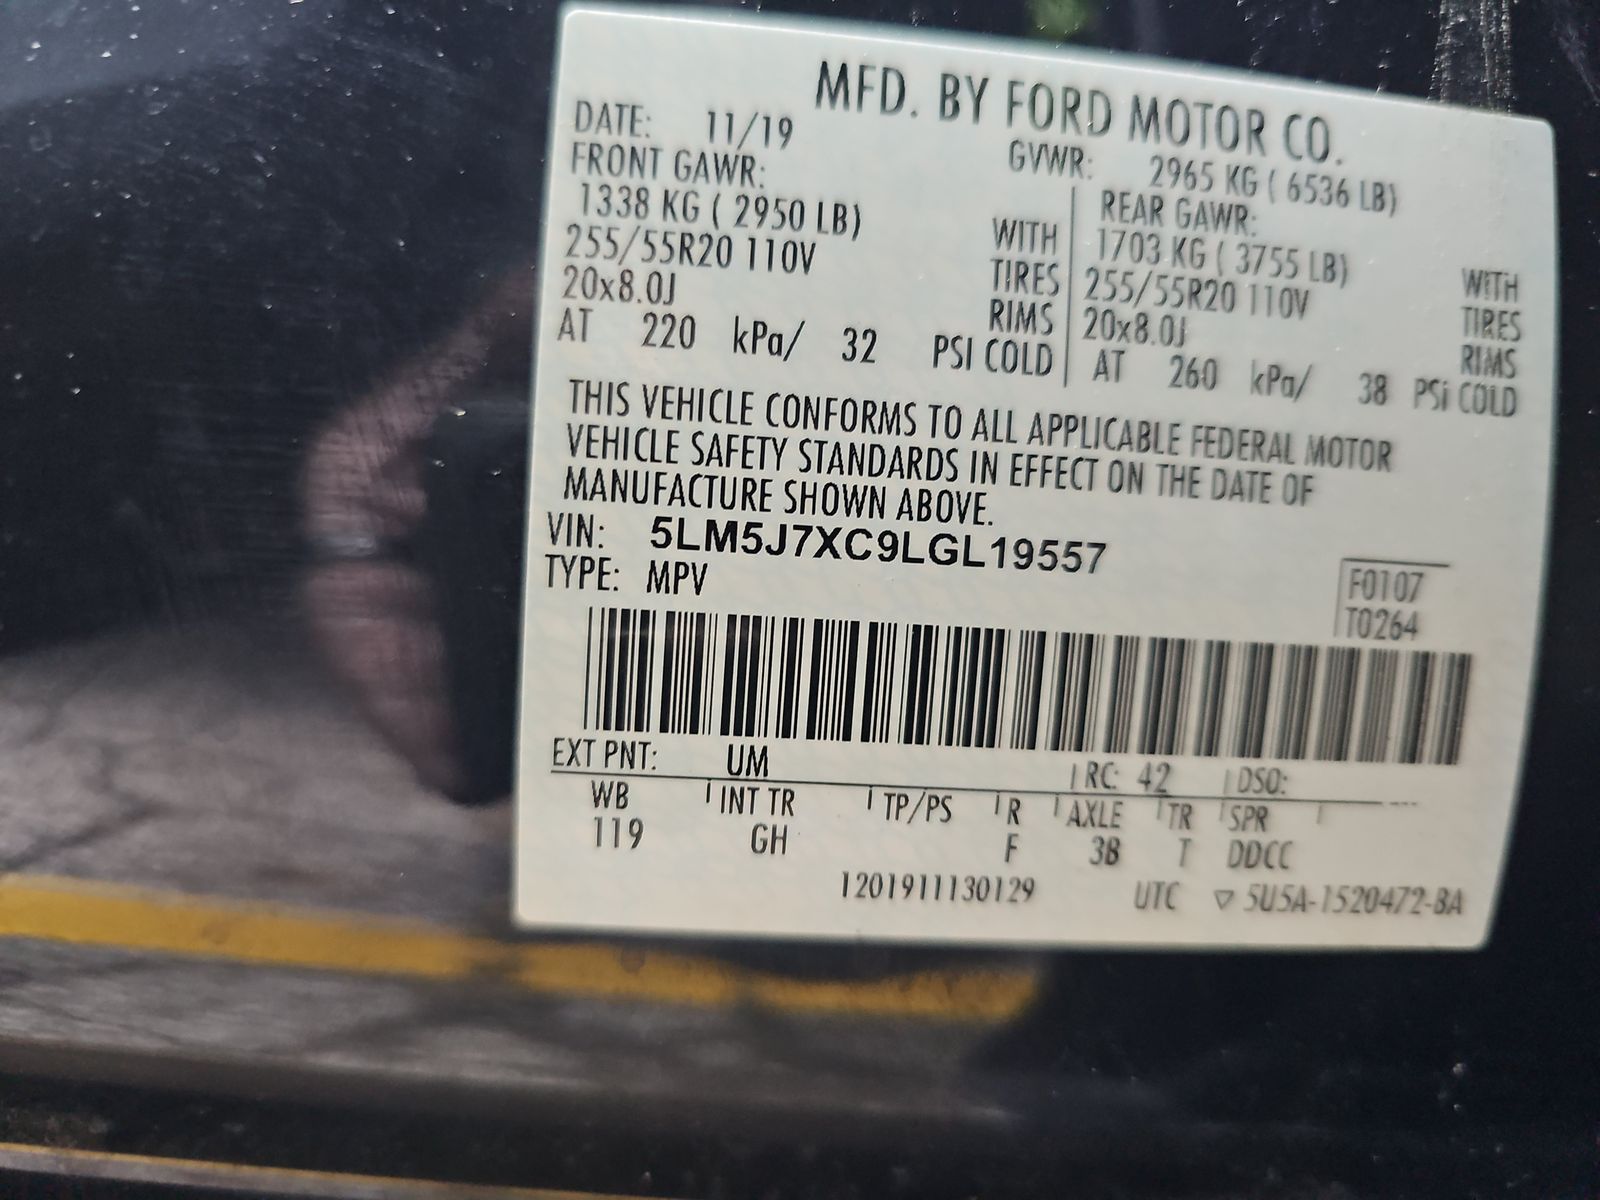 MFD. BY FORD MOTOR CO.
DATE: 11/19
GVWR: 2965 KG ( 6536 LB)
FRONT GAWR:
1338 KG ( 2950 LB) WITH
255/55R20 110V TIRES
20x8.0J RIMS
AT 220 kPa/ 32 PSI COLD
REAR GAWR:
1703 KG ( 3755 LB) WITH
255/55R20 110V TIRES
20x8.0J RIMS
AT 260 kPa/ 38 PSi COLD
THIS VEHICLE CONFORMS TO ALL APPLICABLE FEDERAL MOTOR
VEHICLE SAFETY STANDARDS IN EFFECT ON THE DATE OF
MANUFACTURE SHOWN ABOVE.
VIN: 5LM5J7XC9LGL19557
TYPE: MPV
F0107
T0264
EXT PNT: UM RC: 42 DSO:
WB INT TR TP/PS R AXLE TR SPR
119 GH F 3B T DDCC
1201911130129 UTC ▽ 5U5A-1520472-BA